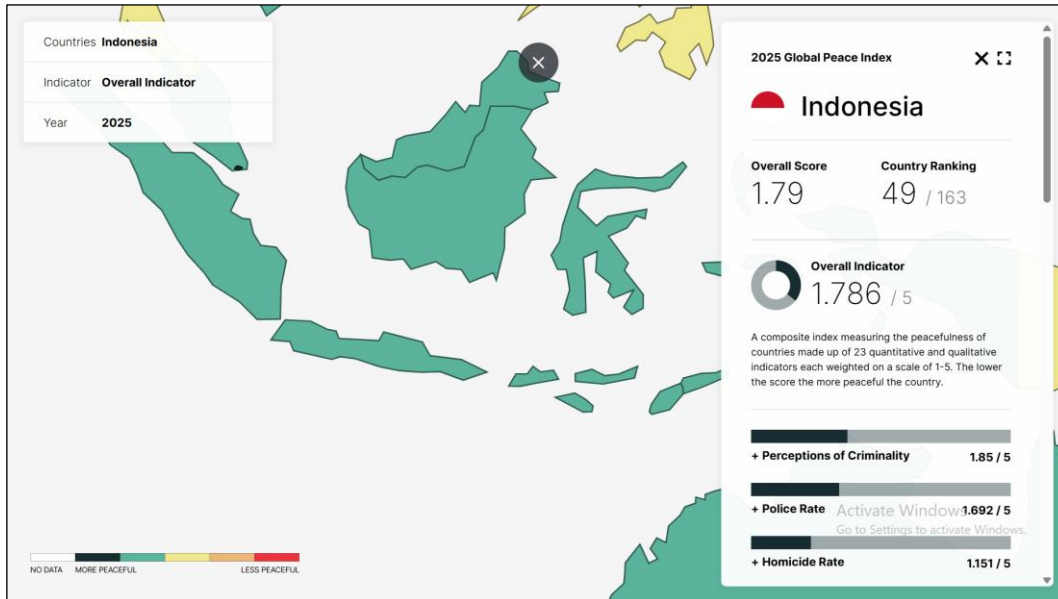 Countries Indonesia
Indicator Overall Indicator
Year 2025
NO DATA MORE PEACEFUL LESS PEACEFUL
2025 Global Peace Index
Indonesia
Overall Score Country Ranking
1.79 49 / 163
Overall Indicator
1.786 / 5
A composite index measuring the peacefulness of
countries made up of 23 quantitative and qualitative
indicators each weighted on a scale of 1-5. The lower
the score the more peaceful the country.
+ Perceptions of Criminality 1.85 / 5
+ Police Rate 1.692 / 5
Activate Windows
Go to Settings to activate Windows.
+ Homicide Rate 1.151 / 5